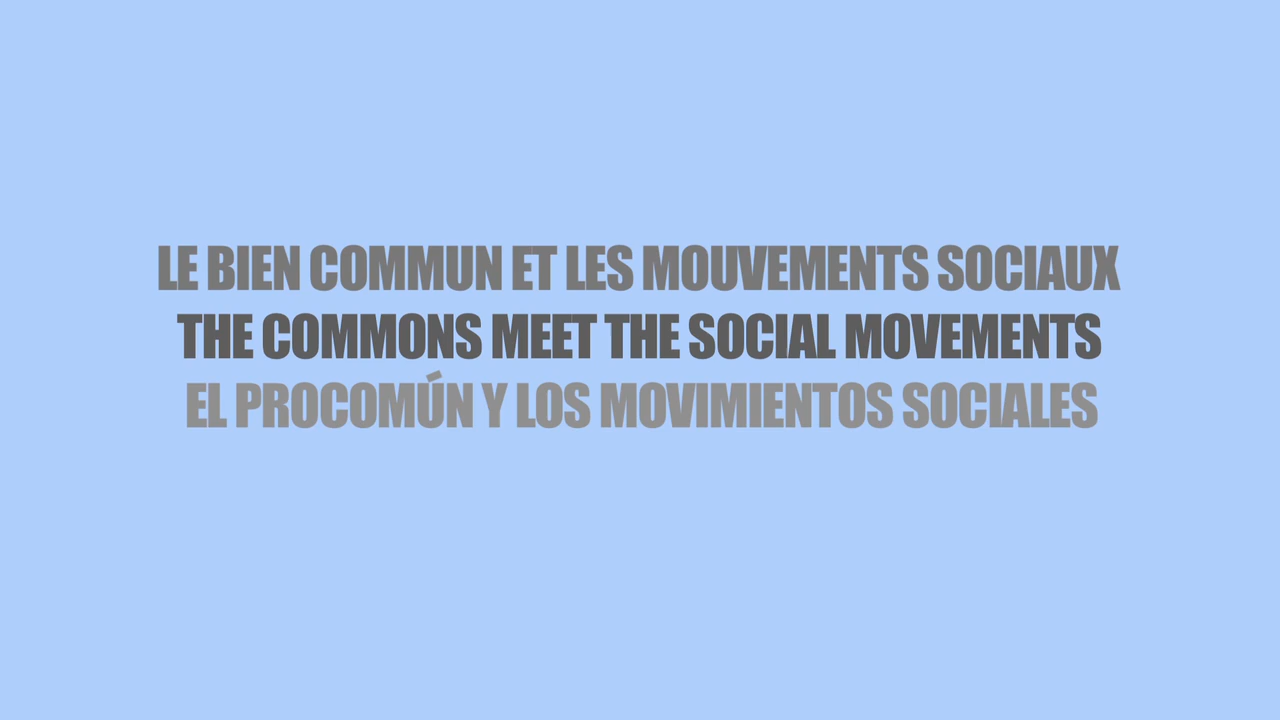 LE BIEN COMMUN ET LES MOUVEMENTS SOCIAUX
THE COMMONS MEET THE SOCIAL MOVEMENTS
EL PROCOMÚN Y LOS MOVIMIENTOS SOCIALES